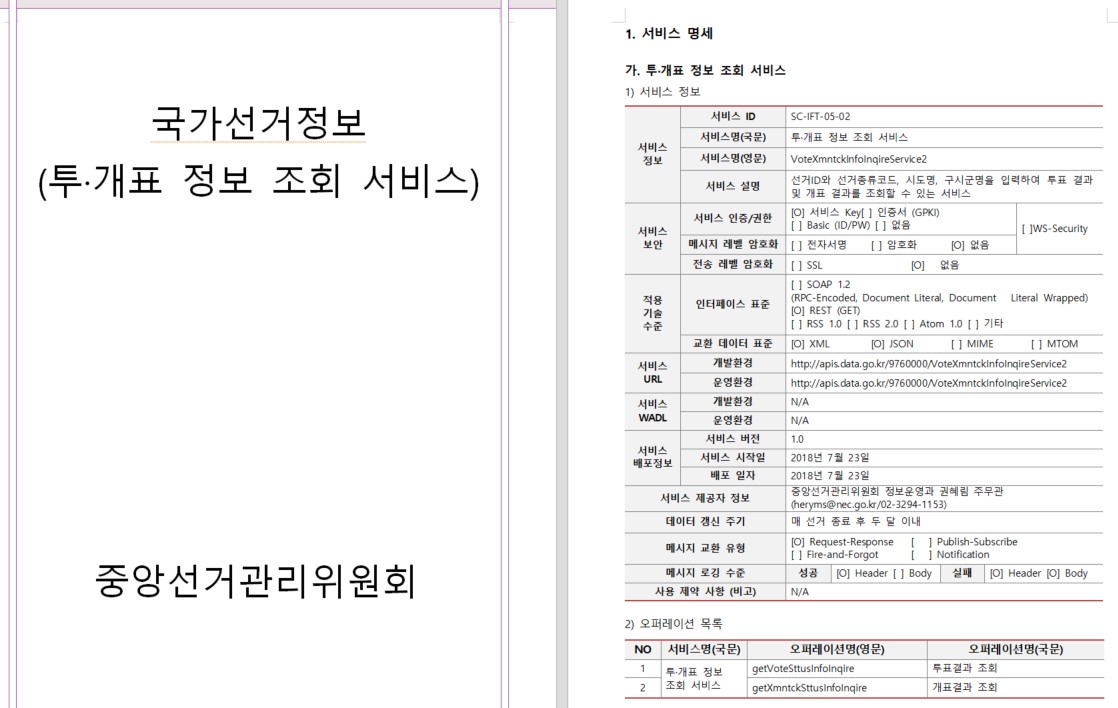 국가선거정보
(투·개표 정보 조회 서비스)
중앙선거관리위원회
1. 서비스 명세
가. 투·개표 정보 조회 서비스
1) 서비스 정보
서비스 정보
서비스 ID SC-IFT-05-02
서비스명(국문) 투·개표 정보 조회 서비스
서비스명(영문) VoteXmntckInfoInqireService2
서비스 설명 선거ID와 선거종류코드, 시도명, 구시군명을 입력하여 투표 결과
및 개표 결과를 조회할 수 있는 서비스
서비스 보안
서비스 인증/권한 [O] 서비스 Key[ ] 인증서 (GPKI)
[ ] Basic (ID/PW) [ ] 없음
[ ]WS-Security
메시지 레벨 암호화 [ ] 전자서명 [ ] 암호화 [O] 없음
전송 레벨 암호화 [ ] SSL [O] 없음
적용 기술 수준
인터페이스 표준 [ ] SOAP 1.2
(RPC-Encoded, Document Literal, Document Literal Wrapped)
[O] REST (GET)
[ ] RSS 1.0 [ ] RSS 2.0 [ ] Atom 1.0 [ ] 기타
교환 데이터 표준 [O] XML [O] JSON [ ] MIME [ ] MTOM
서비스 URL
개발환경 http://apis.data.go.kr/9760000/VoteXmntckInfoInqireService2
운영환경 http://apis.data.go.kr/9760000/VoteXmntckInfoInqireService2
서비스 WADL
개발환경 N/A
운영환경 N/A
서비스 배포정보
서비스 버전 1.0
서비스 시작일 2018년 7월 23일
배포 일자 2018년 7월 23일
서비스 제공자 정보 중앙선거관리위원회 정보운영과 권혜림 주무관
(heryms@nec.go.kr/02-3294-1153)
데이터 갱신 주기 매 선거 종료 후 두 달 이내
메시지 교환 유형 [O] Request-Response [ ] Publish-Subscribe
[ ] Fire-and-Forgot [ ] Notification
메시지 로깅 수준 성공 [O] Header [ ] Body 실패 [O] Header [O] Body
사용 제약 사항 (비고) N/A
2) 오퍼레이션 목록
NO 서비스명(국문) 오퍼레이션명(영문) 오퍼레이션명(국문)
1 투·개표 정보 조회 서비스 getVoteSttusInfoInqire 투표결과 조회
2 getXmntckSttusInfoInqire 개표결과 조회